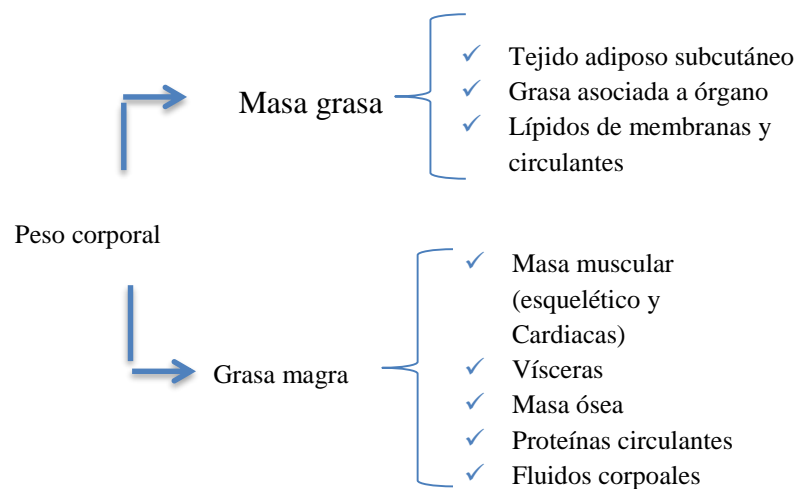 Peso corporal
Masa grasa
✓ Tejido adiposo subcutáneo
✓ Grasa asociada a órgano
✓ Lípidos de membranas y
circulantes
Grasa magra
✓ Masa muscular
(esquelético y
Cardiacas)
✓ Vísceras
✓ Masa ósea
✓ Proteínas circulantes
✓ Fluidos corpoales